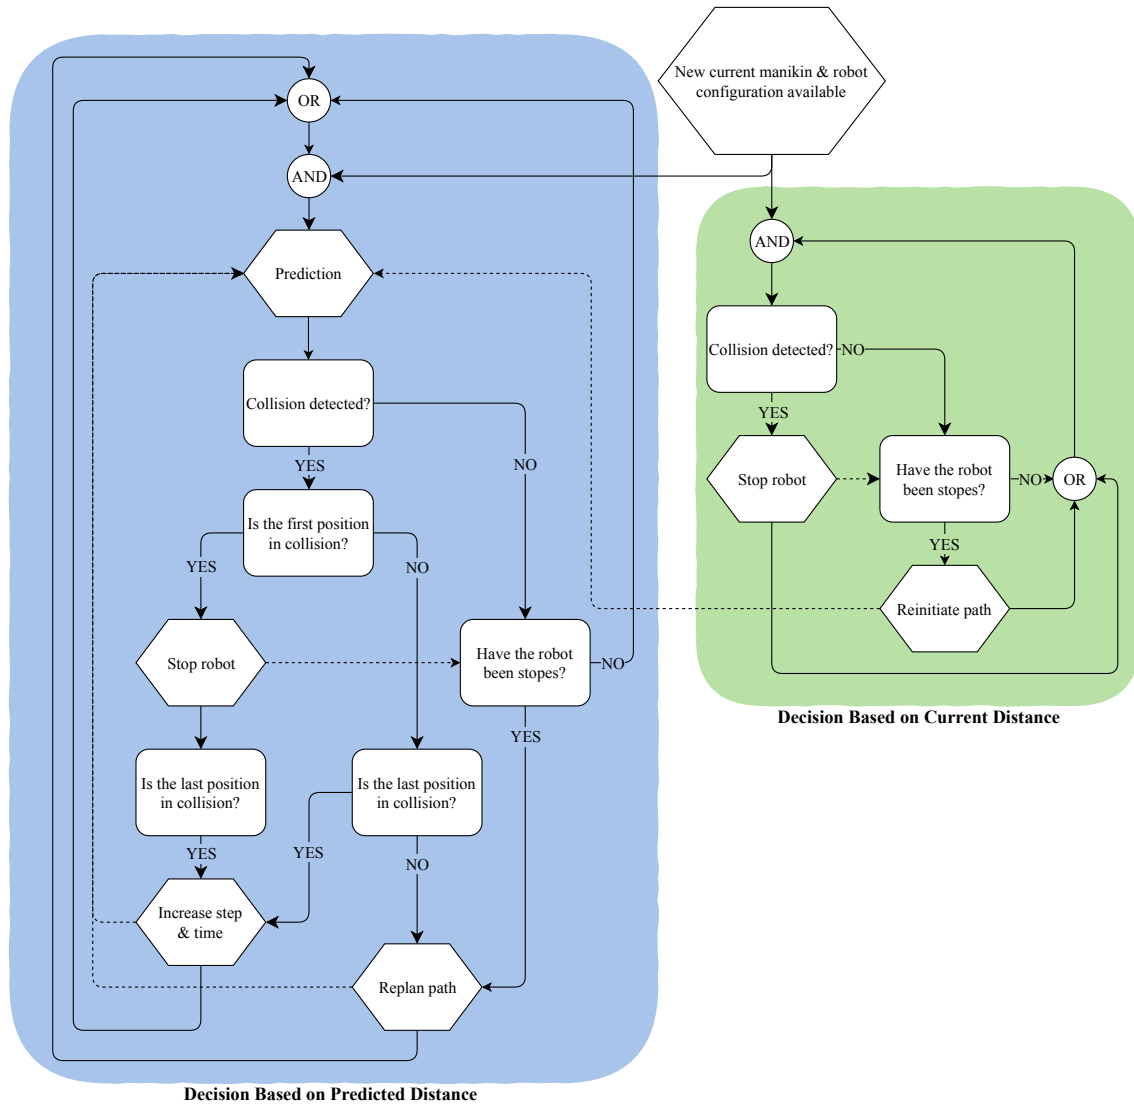 New current manikin & robot
configuration available
OR
AND
Prediction
Collision detected?
YES
NO
Is the first position
in collision?
YES
NO
Stop robot
Have the robot
been stopes?
NO
YES
Is the last position
in collision?
Is the last position
in collision?
YES
YES
NO
Increase step
& time
Replan path
Decision Based on Predicted Distance
AND
Collision detected?
NO
YES
Stop robot
Have the robot
been stopes?
NO
OR
YES
Reinitiate path
Decision Based on Current Distance